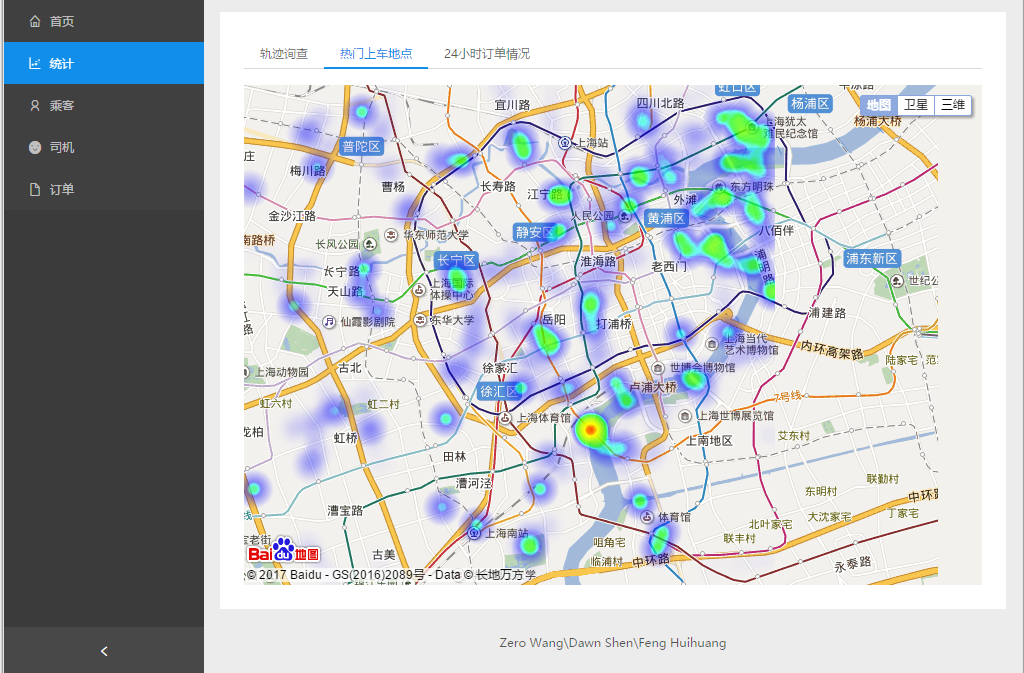 首页
统计
乘客
司机
订单
轨迹询查 热门上车地点 24小时订单情况
宜川路
四川北路
虹口区
杨浦区
地图 卫星 三维
杨浦大桥
上海犹太
难民纪念馆
上海站
普陀区
梅川路
曹杨
长寿路
江宁路
东方明珠
外滩
人民公园
黄浦区
金沙江路
华东师范大学
静安区
八佰伴
南路桥
长风公园
长宁区
淮海路
老西门
浦明路
浦东新区
长宁路
天山路
上海国际
体操中心
世纪公
仙霞影剧院
东华大学
岳阳
打浦桥
浦建路
上海当代
艺术博物馆
内环高架路
陆家宅
范
上海动物园
古北
徐家汇
世博会博物馆
徐汇区
卢浦大桥
7号线
虹六村
虹二村
上海体育馆
上海世博展览馆
龙柏
虹桥
上南地区
艾东村
田林
漕河泾
联勤村
东明村
中环路
漕宝路
体育馆
北叶家宅
大沈家宅
丁家宅
上海南站
联丰村
咀角宅
临浦村
中环路
永泰路
古美
Bai du 地图
© 2017 Baidu - GS(2016)2089号 - Data © 长地万方学
Zero Wang\Dawn Shen\Feng Huihuang